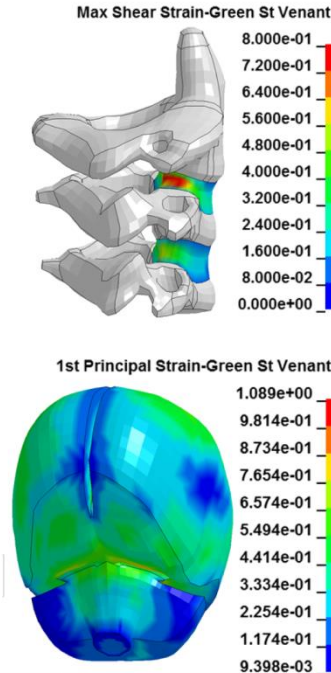 Max Shear Strain-Green St Venant
8.000e-01
7.200e-01
6.400e-01
5.600e-01
4.800e-01
4.000e-01
3.200e-01
2.400e-01
1.600e-01
8.000e-02
0.000e+00
1st Principal Strain-Green St Venant
1.089e+00
9.814e-01
8.734e-01
7.654e-01
6.574e-01
5.494e-01
4.414e-01
3.334e-01
2.254e-01
1.174e-01
9.398e-03